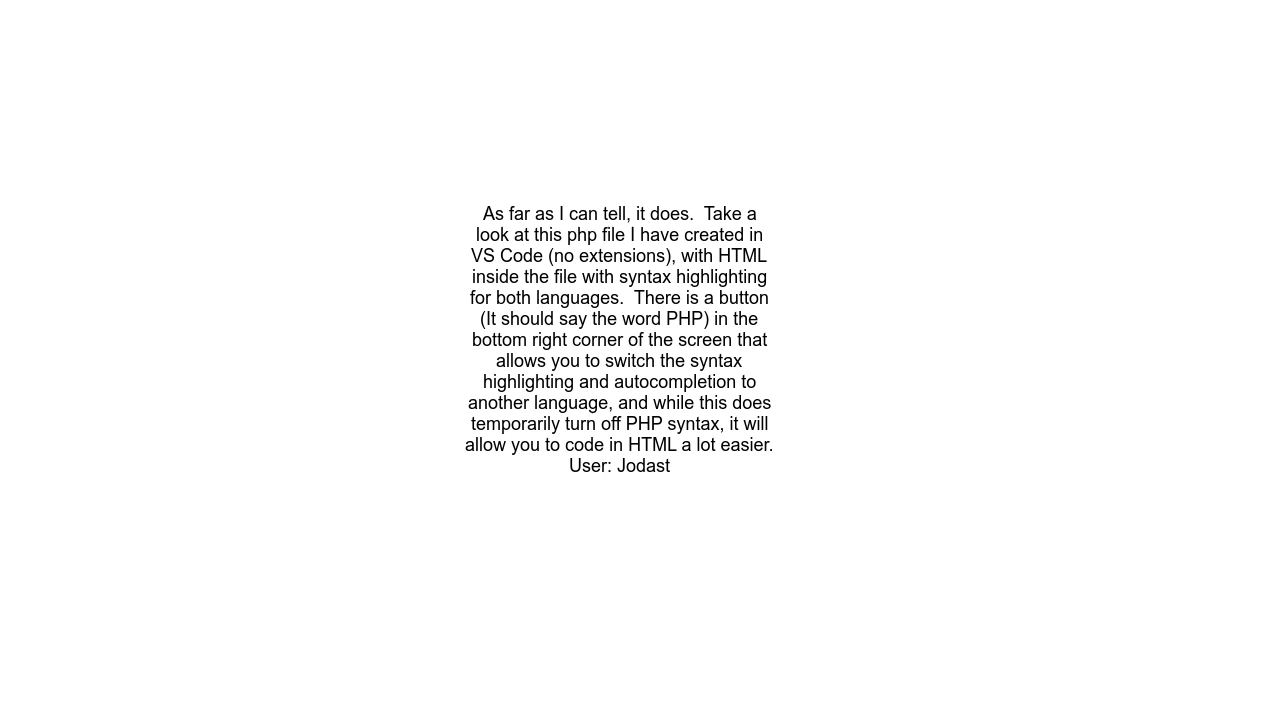 As far as I can tell, it does.  Take a
look at this php file I have created in
VS Code (no extensions), with HTML
inside the file with syntax highlighting
for both languages.  There is a button
(It should say the word PHP) in the
bottom right corner of the screen that
allows you to switch the syntax
highlighting and autocompletion to
another language, and while this does
temporarily turn off PHP syntax, it will
allow you to code in HTML a lot easier.
User: Jodast